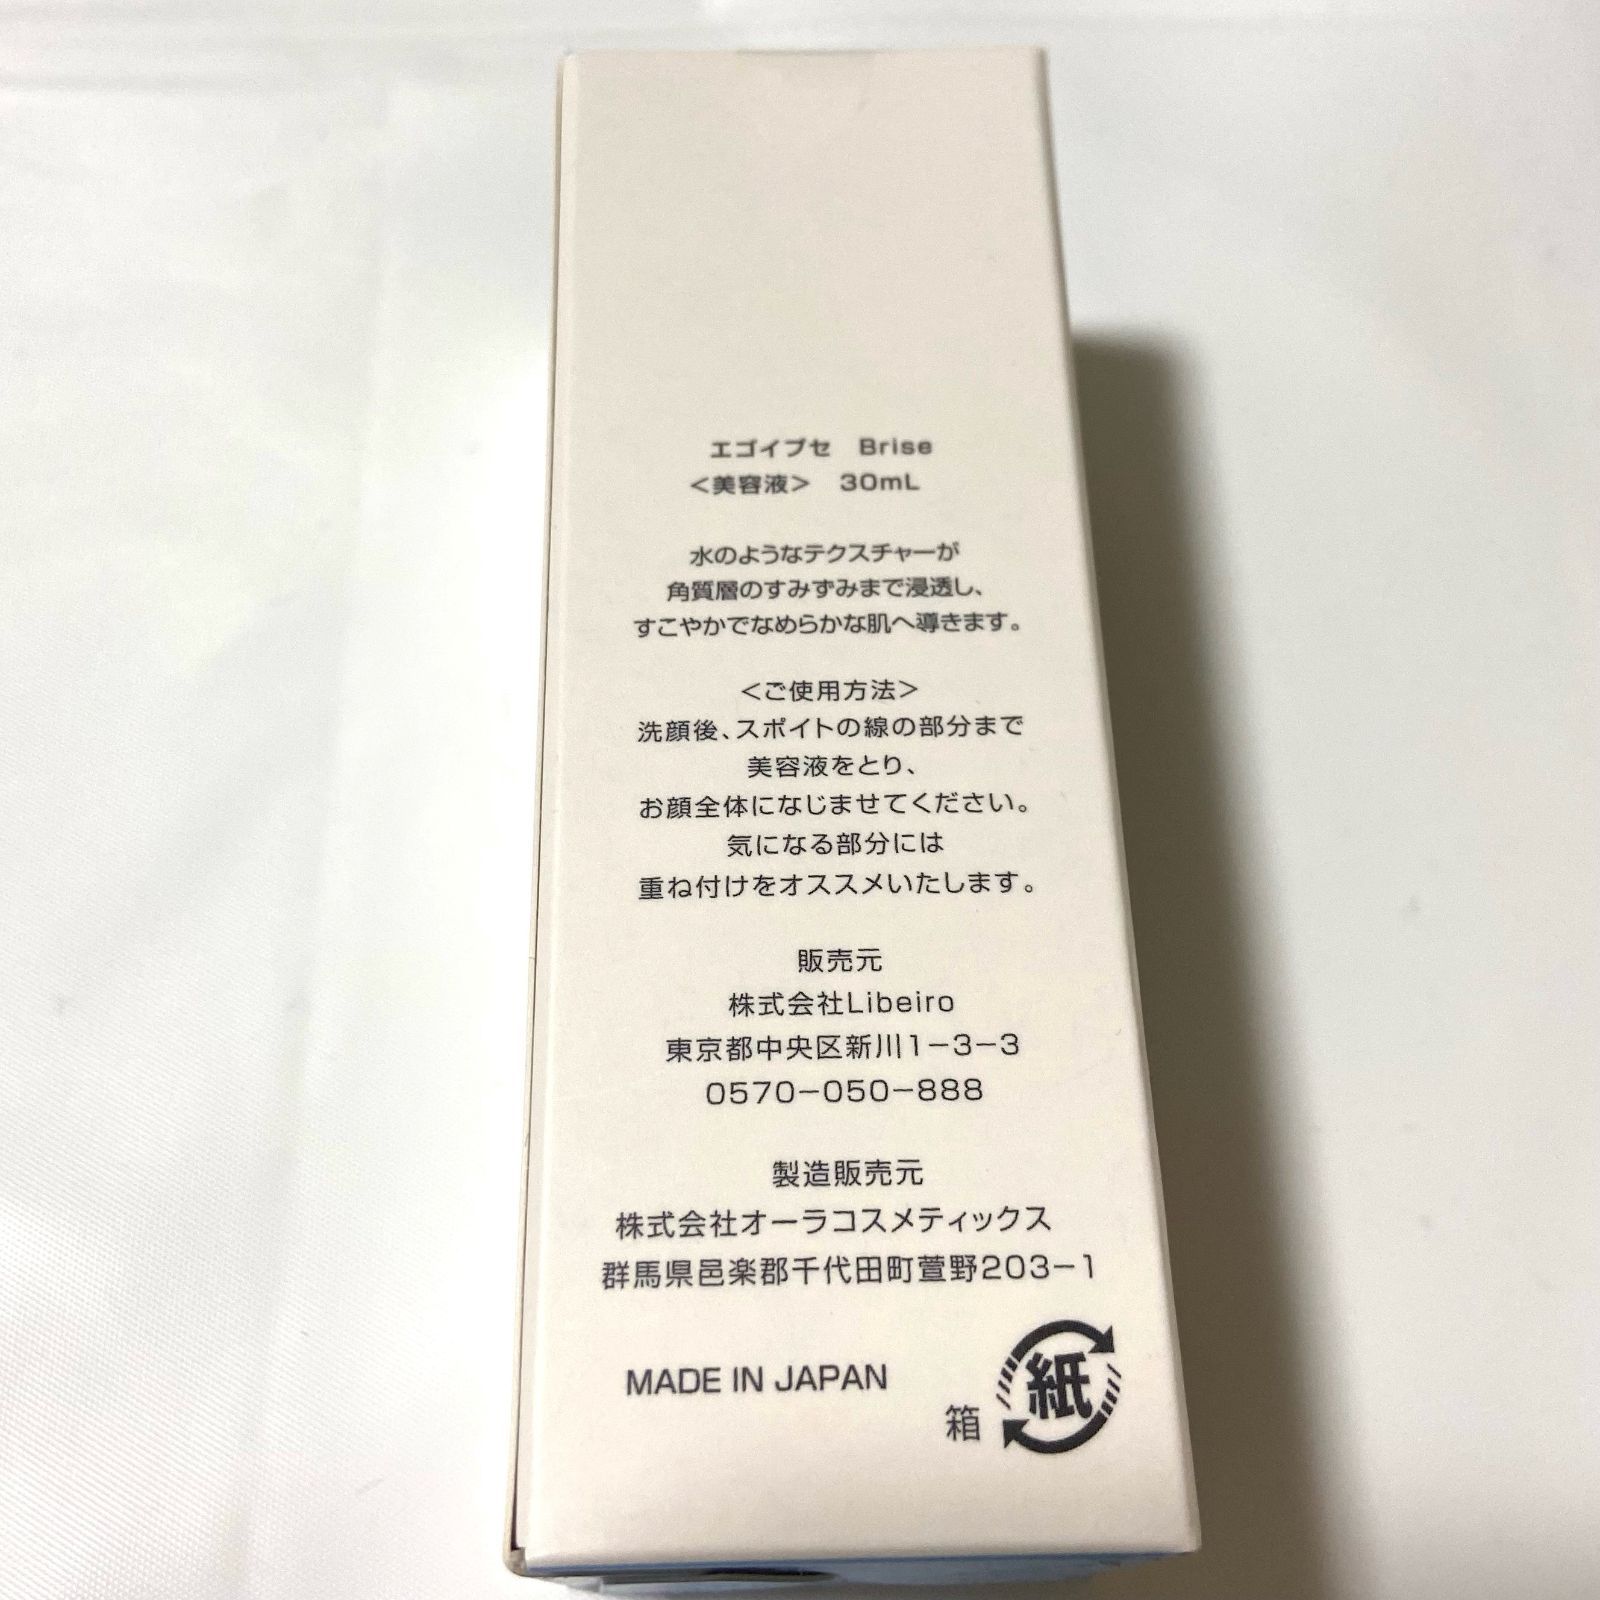 エゴイプセ　Brise
＜美容液＞　30mL
水のようなテクスチャーが
角質層のすみずみまで浸透し、
すこやかでなめらかな肌へ導きます。
＜ご使用方法＞
洗顔後、スポイトの線の部分まで
美容液をとり、
お顔全体になじませてください。
気になる部分には
重ね付けをオススメいたします。
販売元
株式会社Libeiro
東京都中央区新川1－3－3
0570－050－888
製造販売元
株式会社オーラコスメティックス
群馬県邑楽郡千代田町萱野203－1
MADE IN JAPAN
箱
紙